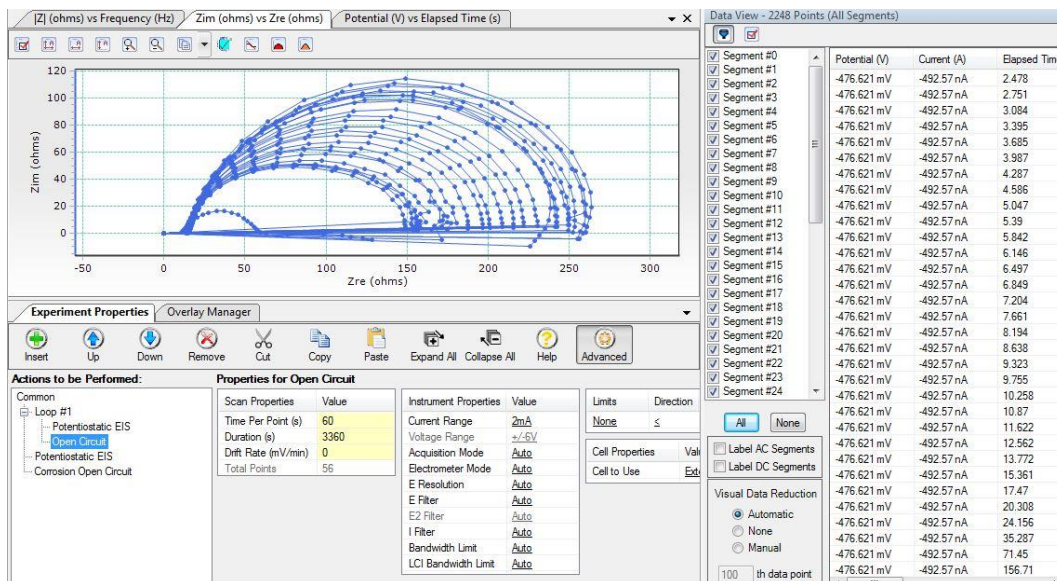 |Z| (ohms) vs Frequency (Hz)
Zim (ohms) vs Zre (ohms)
Potential (V) vs Elapsed Time (s)
120
100
80
60
40
20
0
Zim (ohms)
-50
0
50
100
150
200
250
300
Zre (ohms)
Experiment Properties
Overlay Manager
Insert
Up
Down
Remove
Cut
Copy
Paste
Expand All
Collapse All
Help
Advanced
Actions to be Performed:
Common
Loop #1
Potentiostatic EIS
Open Circuit
Potentiostatic EIS
Corrosion Open Circuit
Properties for Open Circuit
Scan Properties Value
Time Per Point (s) 60
Duration (s) 3360
Drift Rate (mV/min) 0
Total Points 56
Instrument Properties Value
Current Range 2mA
Voltage Range +/-6V
Acquisition Mode Auto
Electrometer Mode Auto
E Resolution Auto
E Filter Auto
E2 Filter Auto
I Filter Auto
Bandwidth Limit Auto
LCI Bandwidth Limit Auto
Limits Direction
None <
Cell Properties Valu
Cell to Use Exte
Data View - 2248 Points (All Segments)
Segment #0
Segment #1
Segment #2
Segment #3
Segment #4
Segment #5
Segment #6
Segment #7
Segment #8
Segment #9
Segment #10
Segment #11
Segment #12
Segment #13
Segment #14
Segment #15
Segment #16
Segment #17
Segment #18
Segment #19
Segment #20
Segment #21
Segment #22
Segment #23
Segment #24
All
None
Label AC Segments
Label DC Segments
Visual Data Reduction
Automatic
None
Manual
100 th data point
Potential (V) Current (A) Elapsed Time
-476.621 mV -492.57 nA 2.478
-476.621 mV -492.57 nA 2.751
-476.621 mV -492.57 nA 3.084
-476.621 mV -492.57 nA 3.395
-476.621 mV -492.57 nA 3.685
-476.621 mV -492.57 nA 3.987
-476.621 mV -492.57 nA 4.287
-476.621 mV -492.57 nA 4.586
-476.621 mV -492.57 nA 5.047
-476.621 mV -492.57 nA 5.39
-476.621 mV -492.57 nA 5.842
-476.621 mV -492.57 nA 6.146
-476.621 mV -492.57 nA 6.497
-476.621 mV -492.57 nA 6.849
-476.621 mV -492.57 nA 7.204
-476.621 mV -492.57 nA 7.661
-476.621 mV -492.57 nA 8.194
-476.621 mV -492.57 nA 8.638
-476.621 mV -492.57 nA 9.323
-476.621 mV -492.57 nA 9.755
-476.621 mV -492.57 nA 10.258
-476.621 mV -492.57 nA 10.87
-476.621 mV -492.57 nA 11.622
-476.621 mV -492.57 nA 12.562
-476.621 mV -492.57 nA 13.772
-476.621 mV -492.57 nA 15.361
-476.621 mV -492.57 nA 17.47
-476.621 mV -492.57 nA 20.308
-476.621 mV -492.57 nA 24.156
-476.621 mV -492.57 nA 35.287
-476.621 mV -492.57 nA 71.45
-476.621 mV -492.57 nA 156.71